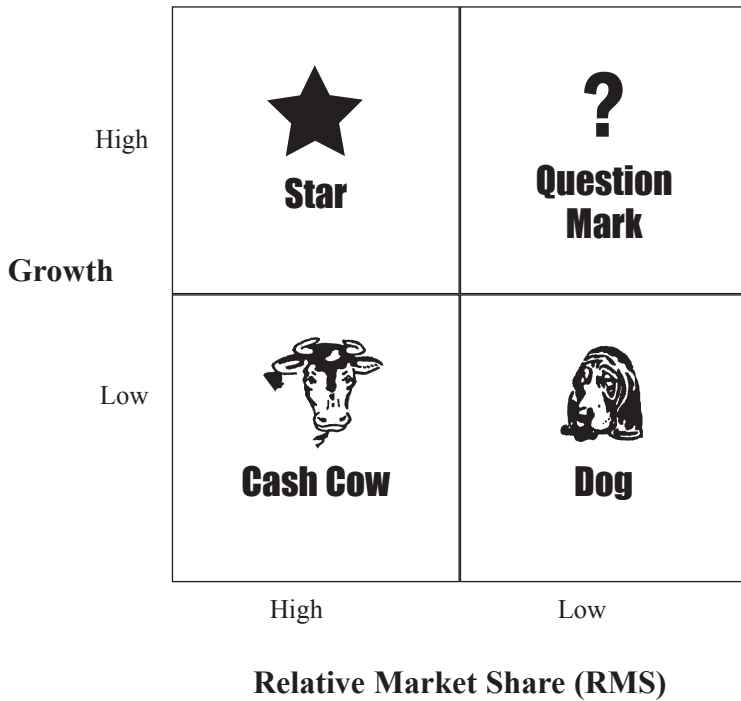 ?
High
Star
Question
Mark
Growth
Low
Cash Cow
Dog
High
Low
Relative Market Share (RMS)